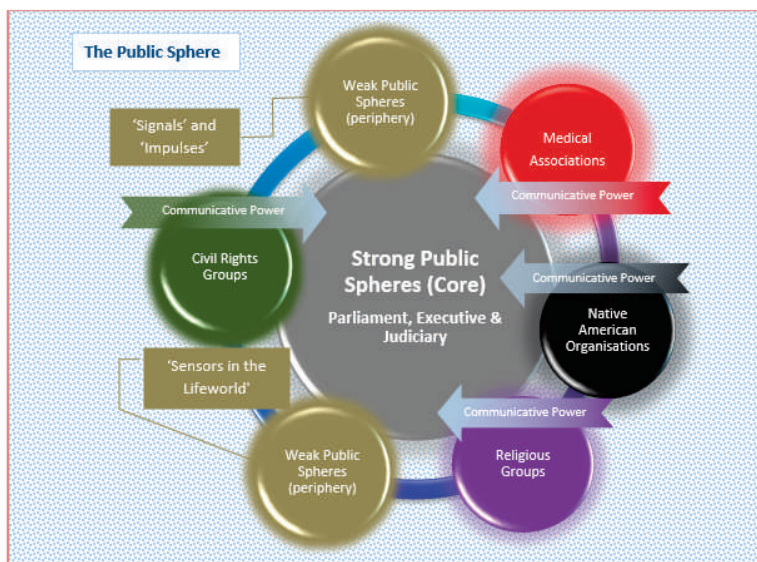 The Public Sphere
Weak Public
Spheres
(periphery)
‘Signals’ and
‘Impulses’
Medical
Associations
Communicative Power
Communicative Power
Civil Rights
Groups
Strong Public
Spheres (Core)
Parliament, Executive &
Judiciary
Communicative Power
Native
American
Organisations
‘Sensors in the
Lifeworld’
Communicative Power
Weak Public
Spheres
(periphery)
Religious
Groups